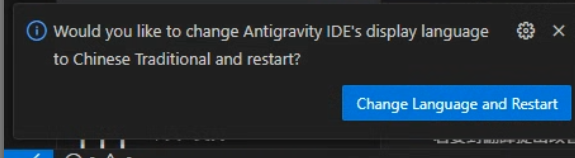 Would you like to change Antigravity IDE's display language
to Chinese Traditional and restart?
Change Language and Restart